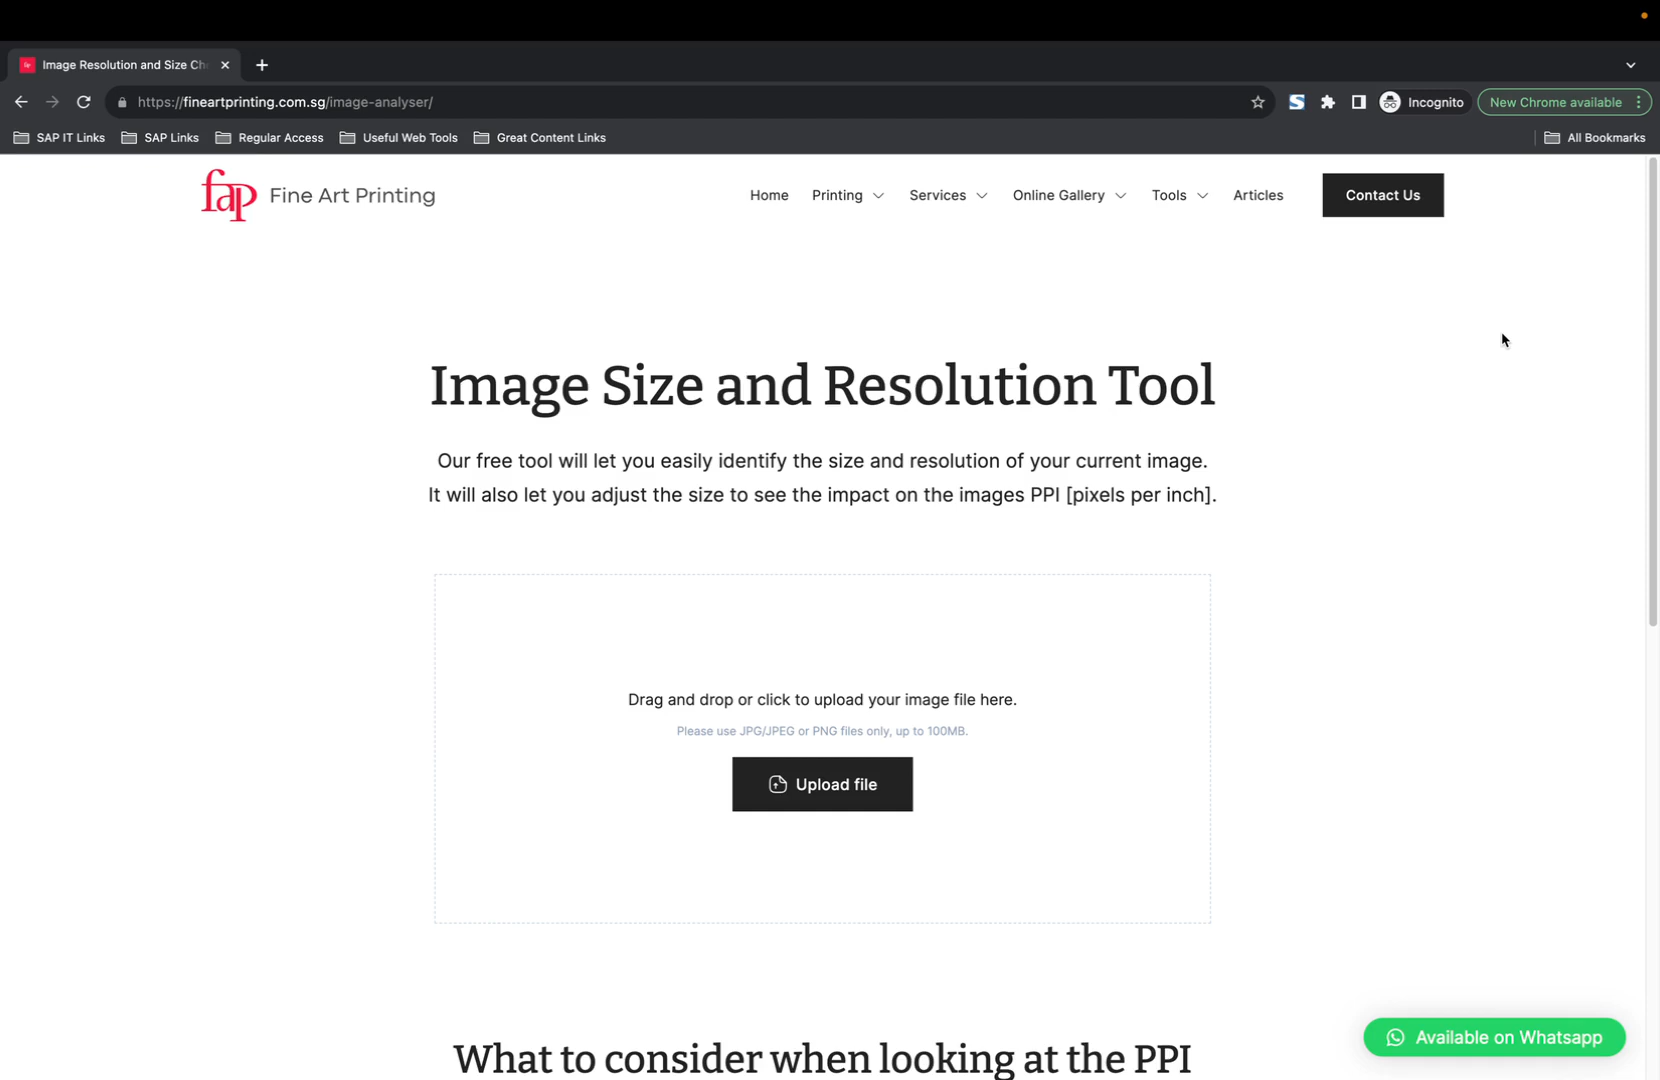 Image Resolution and Size Ch
https://fineartprinting.com.sg/image-analyser/
Incognito
New Chrome available
SAP IT Links
SAP Links
Regular Access
Useful Web Tools
Great Content Links
All Bookmarks
fap Fine Art Printing
Home
Printing
Services
Online Gallery
Tools
Articles
Contact Us
Image Size and Resolution Tool
Our free tool will let you easily identify the size and resolution of your current image.
It will also let you adjust the size to see the impact on the images PPI [pixels per inch].
Drag and drop or click to upload your image file here.
Please use JPG/JPEG or PNG files only, up to 100MB.
Upload file
What to consider when looking at the PPI
Available on Whatsapp